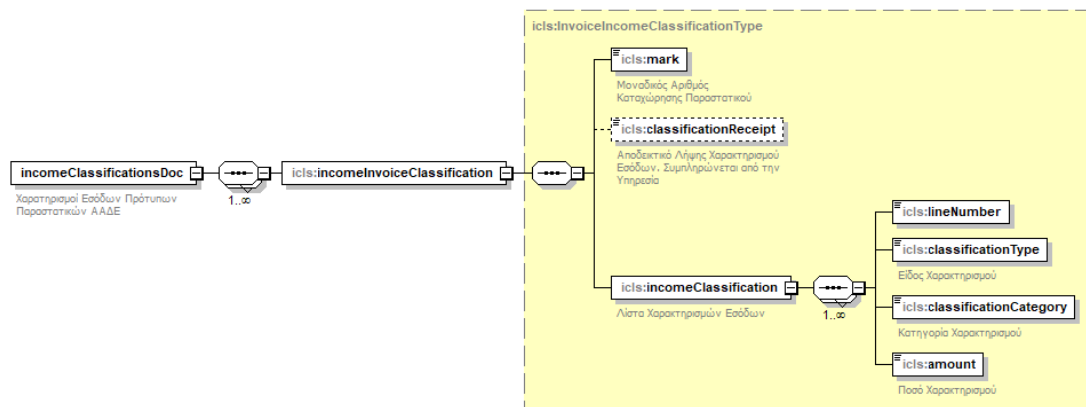 icls:InvoiceIncomeClassificationType
icls:mark
Μοναδικός Αριθμός
Καταχώρησης Παραστατικού
icls:classificationReceipt
Αποδεικτικό Λήψης Χαρακτηρισμού
Εσόδων. Συμπληρώνεται από την
Υπηρεσία
incomeClassificationsDoc
Χαρατηρισμοί Εσόδων Πρότυπων
Παραστατικών ΑΑΔΕ
1..∞
icls:incomeInvoiceClassification
icls:incomeClassification
Λίστα Χαρακτηρισμών Εσόδων
1..∞
icls:lineNumber
icls:classificationType
Είδος Χαρακτηρισμού
icls:classificationCategory
Κατηγορία Χαρακτηρισμού
icls:amount
Ποσό Χαρακτηρισμού